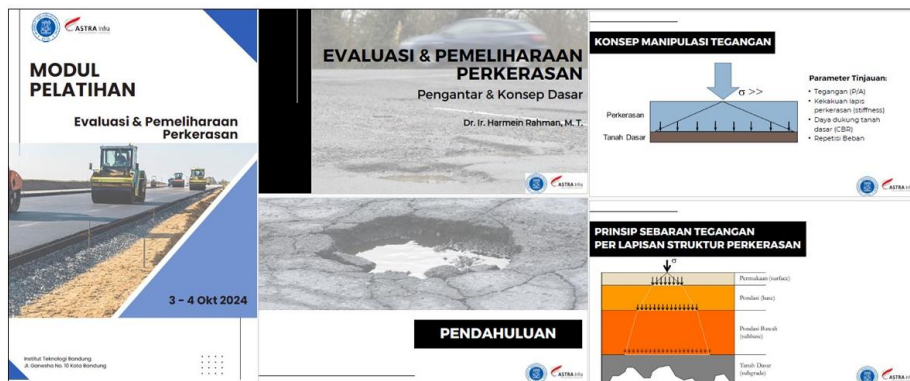 ASTRA Infra
MODUL
PELATIHAN
Evaluasi & Pemeliharaan
Perkerasan
3 – 4 Okt 2024
Institut Teknologi Bandung
Jl. Ganesha No. 10 Kota Bandung
EVALUASI & PEMELIHARAAN
PERKERASAN
Pengantar & Konsep Dasar
Dr. Ir. Harmein Rahman, M. T.
ASTRA Infra
PENDAHULUAN
ASTRA Infra
KONSEP MANIPULASI TEGANGAN
σ >>
Perkerasan
Tanah Dasar
Parameter Tinjauan:
• Tegangan (P/A)
• Kekakuan lapis
perkerasan (stiffness)
• Daya dukung tanah
dasar (CBR)
• Repetisi Beban
ASTRA Infra
PRINSIP SEBARAN TEGANGAN
PER LAPISAN STRUKTUR PERKERASAN
σ
Permukaan (surface)
Pondasi (base)
Pondasi Bawah
(subbase)
Tanah Dasar
(subgrade)
ASTRA Infra